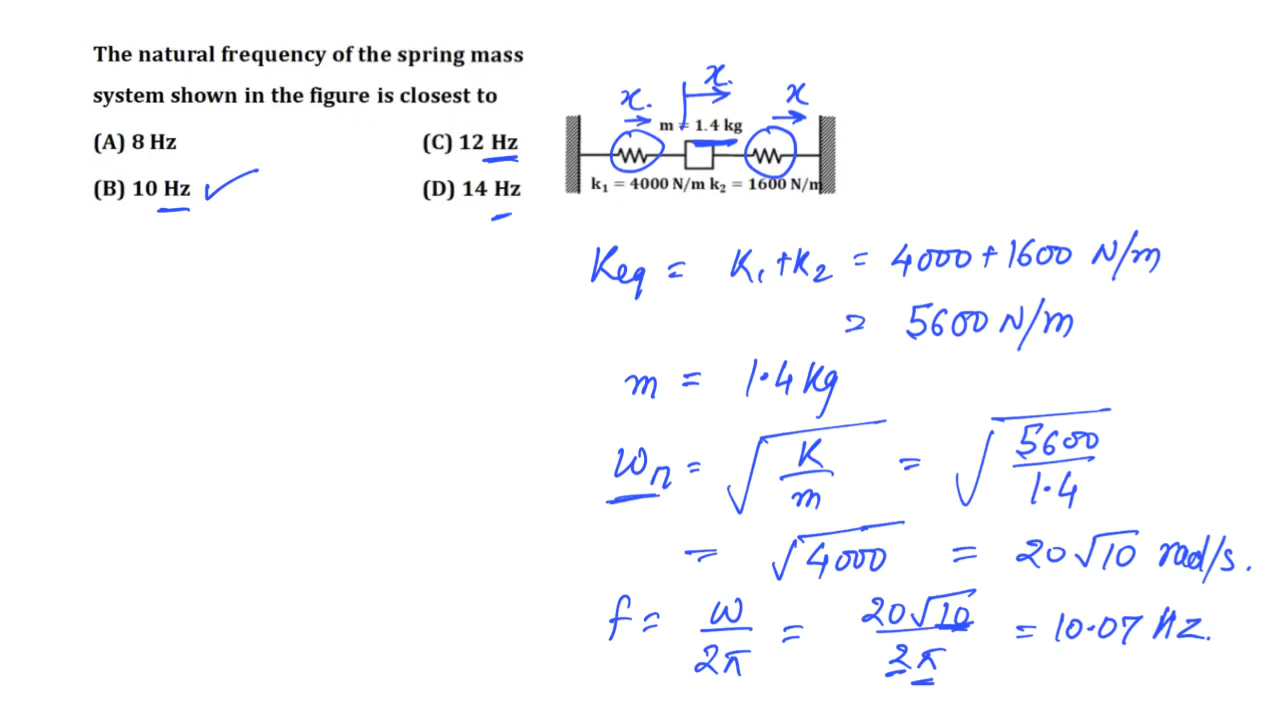 The natural frequency of the spring mass
system shown in the figure is closest to
(A) 8 Hz (C) 12 Hz
(B) 10 Hz ✓ (D) 14 Hz
x. x. x
m = 1.4 kg
k₁ = 4000 N/m k₂ = 1600 N/m
Keq = K₁+K₂ = 4000+1600 N/m
= 5600 N/m
m = 1.4 kg
ωn = √(K/m) = √(5600/1.4)
= √4000 = 20√10 rad/s.
f = ω/2π = 20√10/2π = 10.07 Hz.